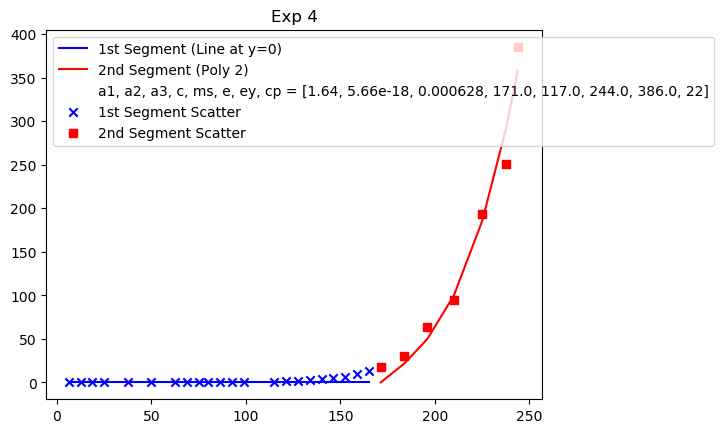 Exp 4
400
350
300
250
200
150
100
50
0
0 50 100 150 200 250
1st Segment (Line at y=0)
2nd Segment (Poly 2)
a1, a2, a3, c, ms, e, ey, cp = [1.64, 5.66e-18, 0.000628, 171.0, 117.0, 244.0, 386.0, 22]
1st Segment Scatter
2nd Segment Scatter